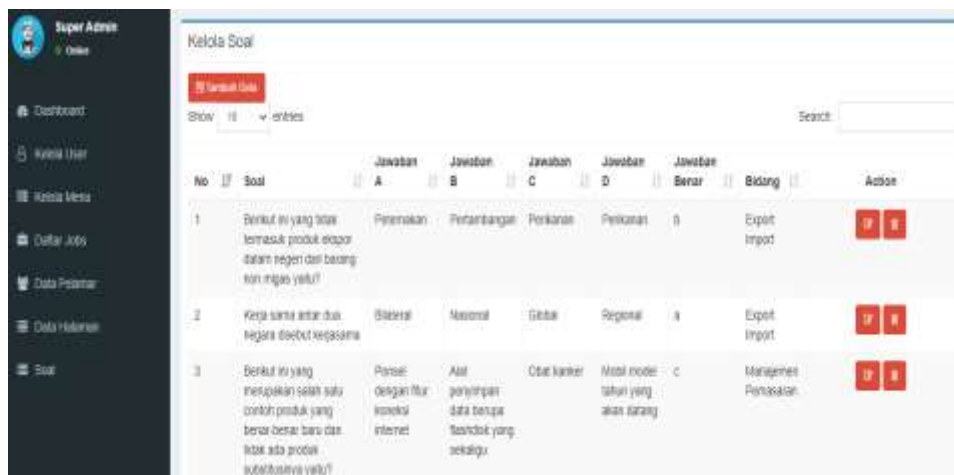 Super Admin
Online
Dashboard
Kelola User
Kelola Menu
Daftar Jobs
Data Pelamar
Data Halaman
Soal
Kelola Soal
Tambah Data
Show 10 entries
Search:
No Soal Jawaban A Jawaban B Jawaban C Jawaban D Jawaban Benar Bidang Action
1 Berikut ini yang tidak Peternakan Pertambangan Perikanan Perikanan b Export
termasuk produk ekspor Import
dalam negeri dari barang
non migas yaitu?
2 Kerja sama antar dua Bilateral Nasional Global Regional a Export
negara disebut kerjasama Import
3 Berikut ini yang Ponsel Alat Obat kanker Mobil model c Manajemen
merupakan salah satu dengan fitur penyimpan tahun yang Pemasaran
contoh produk yang koneksi data berupa akan datang
benar-benar baru dan internet flashdisk yang
tidak ada produk sekaligu
substitusinya yaitu?